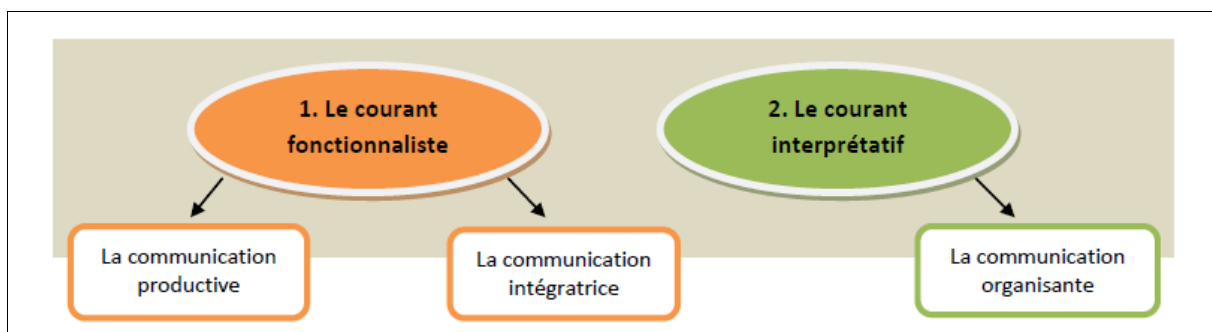 1. Le courant
fonctionnaliste
2. Le courant
interprétatif
La communication
productive
La communication
intégratrice
La communication
organisante